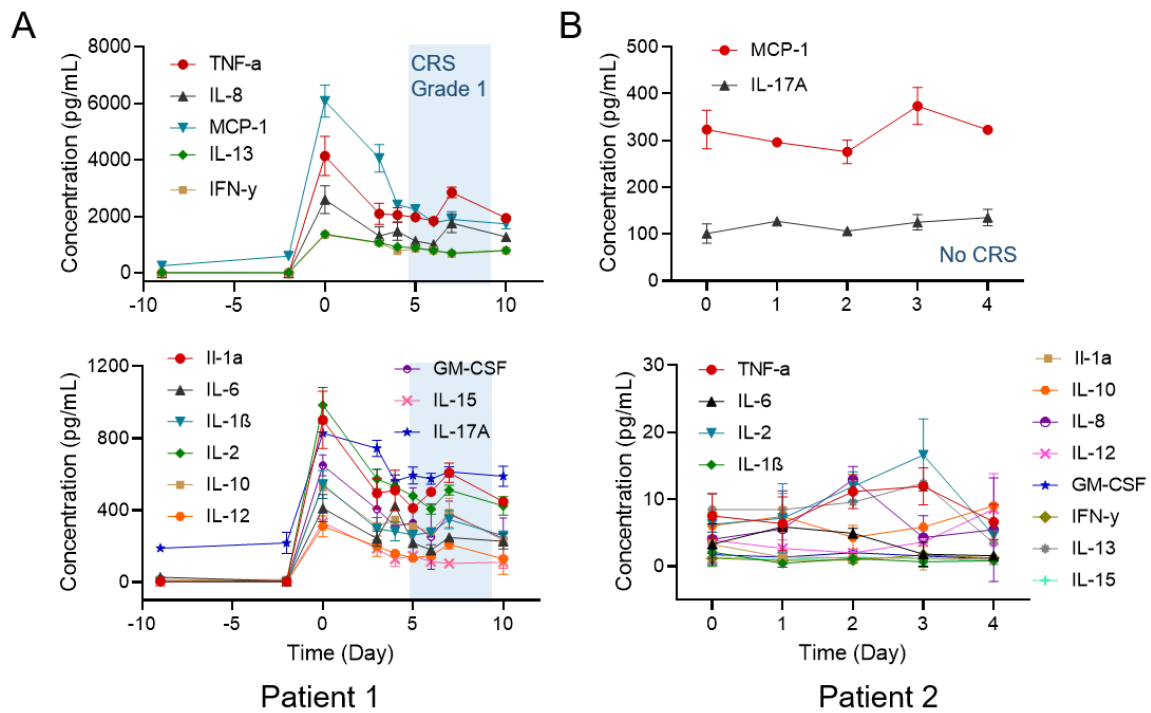 A
Concentration (pg/mL)
8000
6000
4000
2000
0
-10
-5
0
5
10
TNF-a
IL-8
MCP-1
IL-13
IFN-y
CRS
Grade 1
B
Concentration (pg/mL)
500
400
300
200
100
0
0
1
2
3
4
MCP-1
IL-17A
No CRS
Concentration (pg/mL)
1200
800
400
0
-10
-5
0
5
10
Time (Day)
Il-1a
IL-6
IL-1ß
IL-2
IL-10
IL-12
GM-CSF
IL-15
IL-17A
Patient 1
Concentration (pg/mL)
30
20
10
0
0
1
2
3
4
Time (Day)
TNF-a
IL-6
IL-2
IL-1ß
Il-1a
IL-10
IL-8
IL-12
GM-CSF
IFN-y
IL-13
IL-15
Patient 2